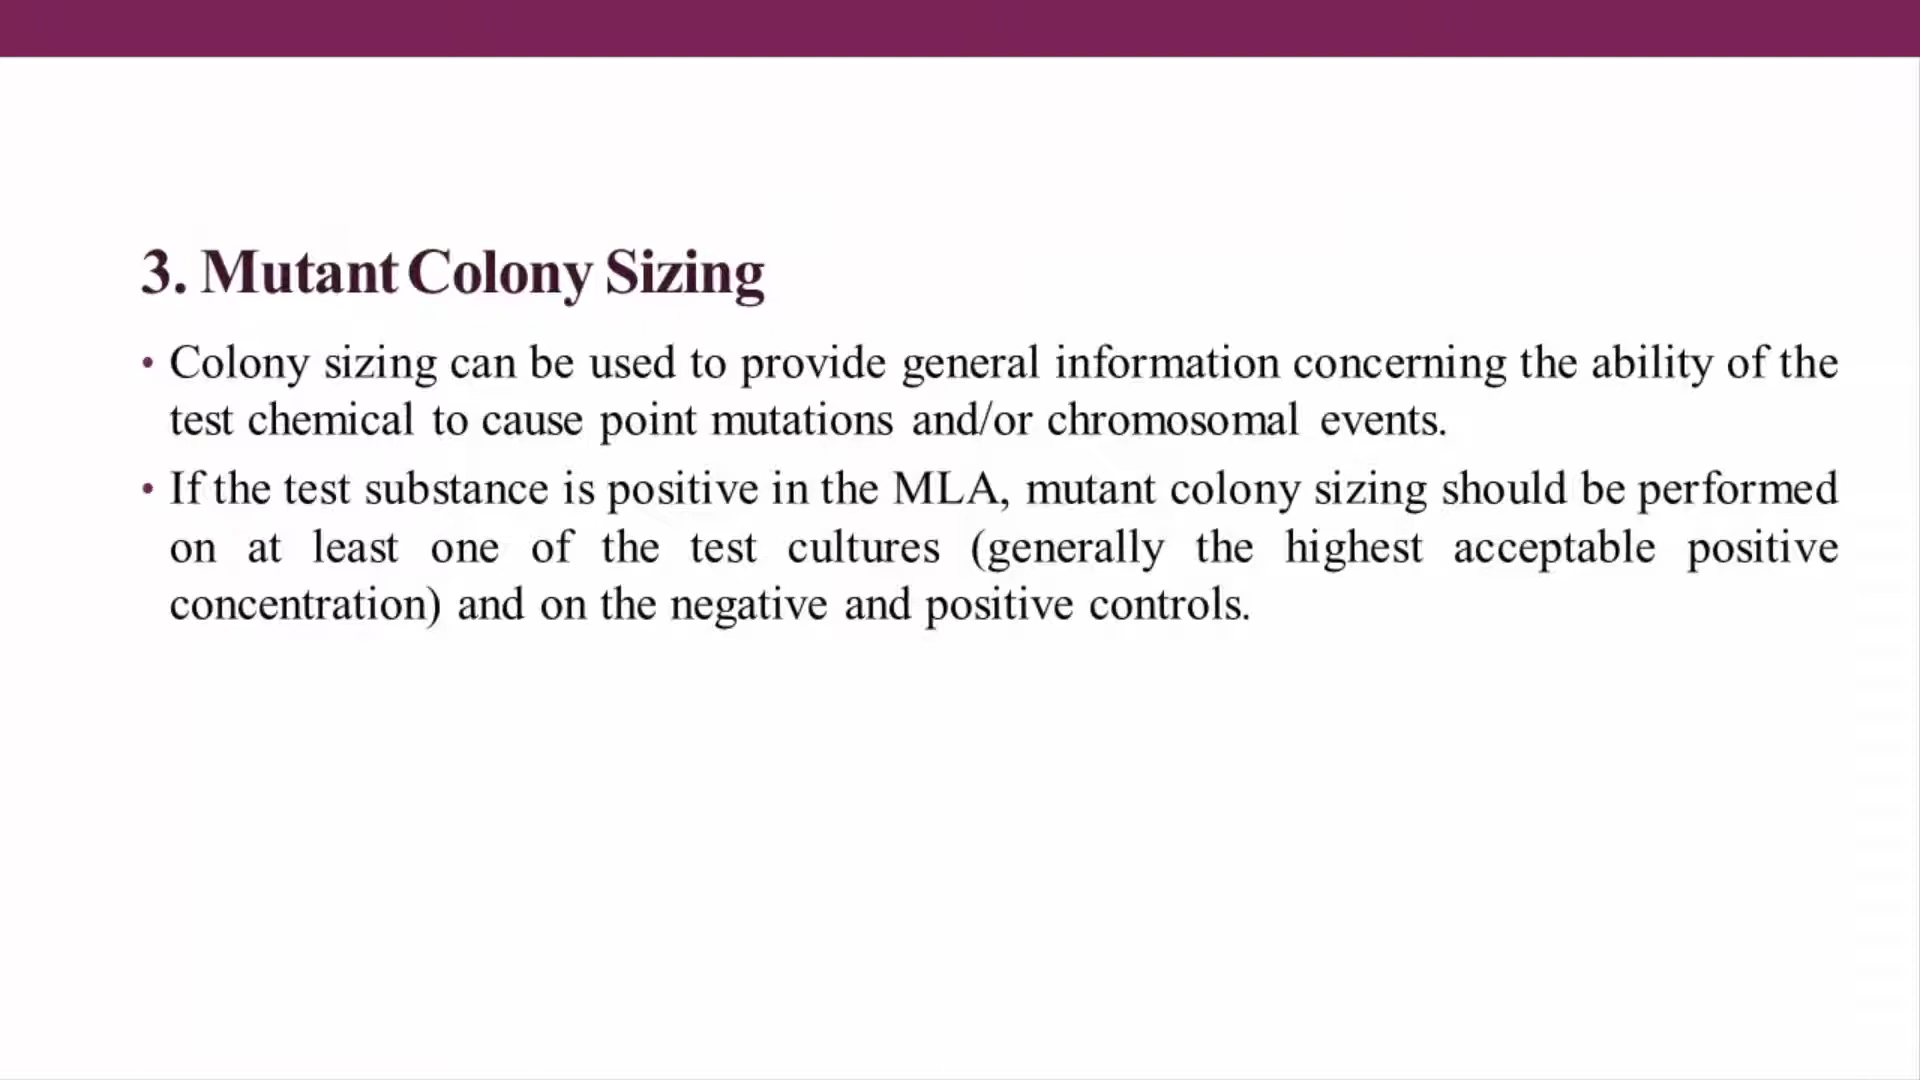 3. Mutant Colony Sizing
• Colony sizing can be used to provide general information concerning the ability of the
test chemical to cause point mutations and/or chromosomal events.
• If the test substance is positive in the MLA, mutant colony sizing should be performed
on at least one of the test cultures (generally the highest acceptable positive
concentration) and on the negative and positive controls.